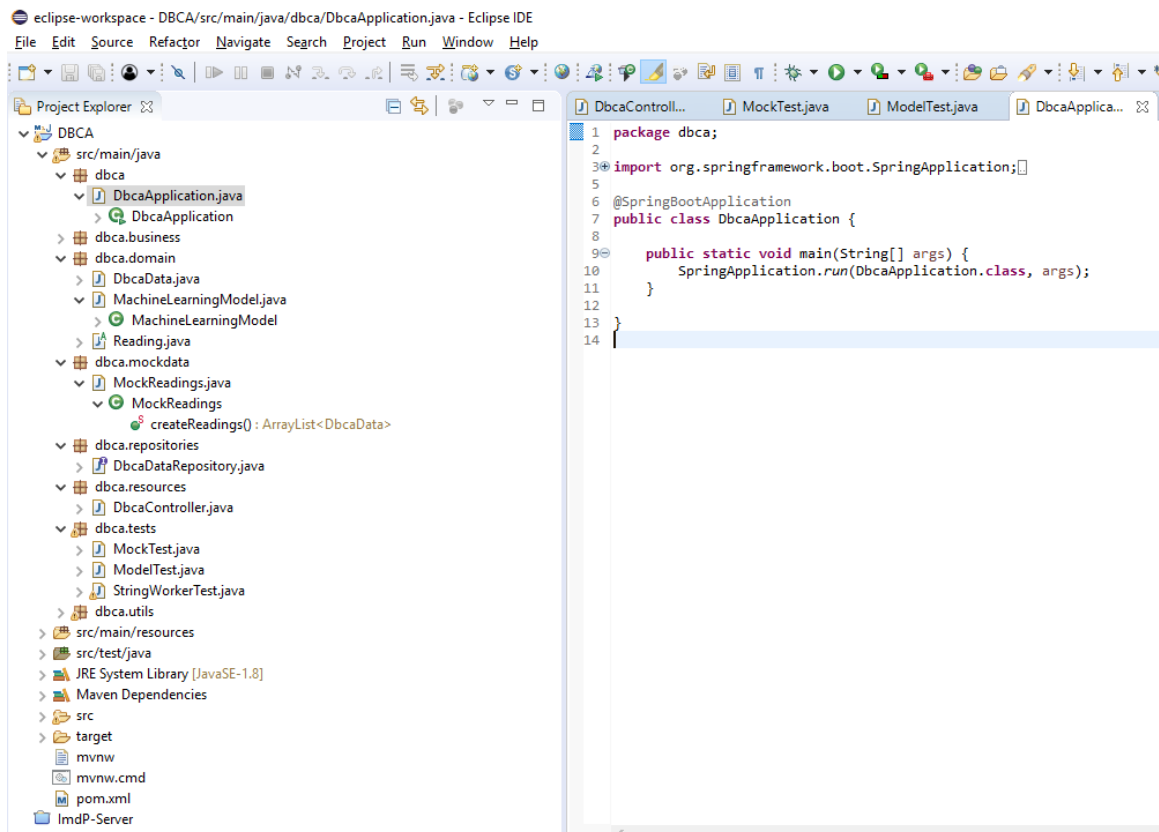 eclipse-workspace - DBCA/src/main/java/dbca/DbcaApplication.java - Eclipse IDE
File Edit Source Refactor Navigate Search Project Run Window Help
Project Explorer
DBCA
src/main/java
dbca
DbcaApplication.java
DbcaApplication
dbca.business
dbca.domain
DbcaData.java
MachineLearningModel.java
MachineLearningModel
Reading.java
dbca.mockdata
MockReadings.java
MockReadings
createReadings() : ArrayList<DbcaData>
dbca.repositories
DbcaDataRepository.java
dbca.resources
DbcaController.java
dbca.tests
MockTest.java
ModelTest.java
StringWorkerTest.java
dbca.utils
src/main/resources
src/test/java
JRE System Library [JavaSE-1.8]
Maven Dependencies
src
target
mvnw
mvnw.cmd
pom.xml
ImdP-Server
DbcaControll... MockTest.java ModelTest.java DbcaApplica...
1 package dbca;
2
3 import org.springframework.boot.SpringApplication;
5
6 @SpringBootApplication
7 public class DbcaApplication {
8
9 public static void main(String[] args) {
10 SpringApplication.run(DbcaApplication.class, args);
11 }
12
13 }
14